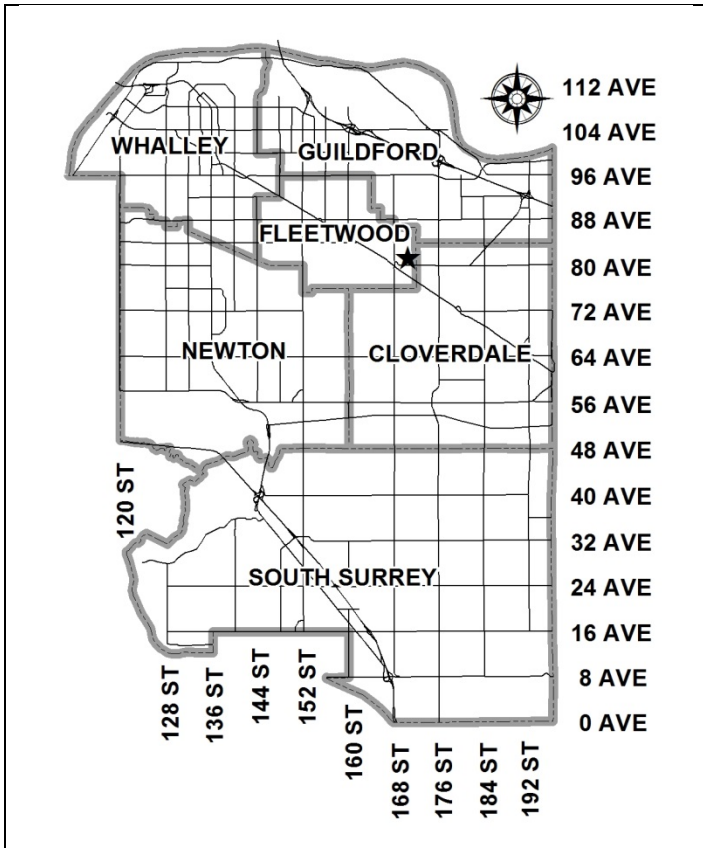 112 AVE
104 AVE
WHALLEY
GUILDFORD
96 AVE
88 AVE
FLEETWOOD
80 AVE
72 AVE
NEWTON
CLOVERDALE
64 AVE
56 AVE
48 AVE
120 ST
40 AVE
32 AVE
SOUTH SURREY
24 AVE
16 AVE
128 ST
136 ST
144 ST
152 ST
160 ST
8 AVE
0 AVE
168 ST
176 ST
184 ST
192 ST